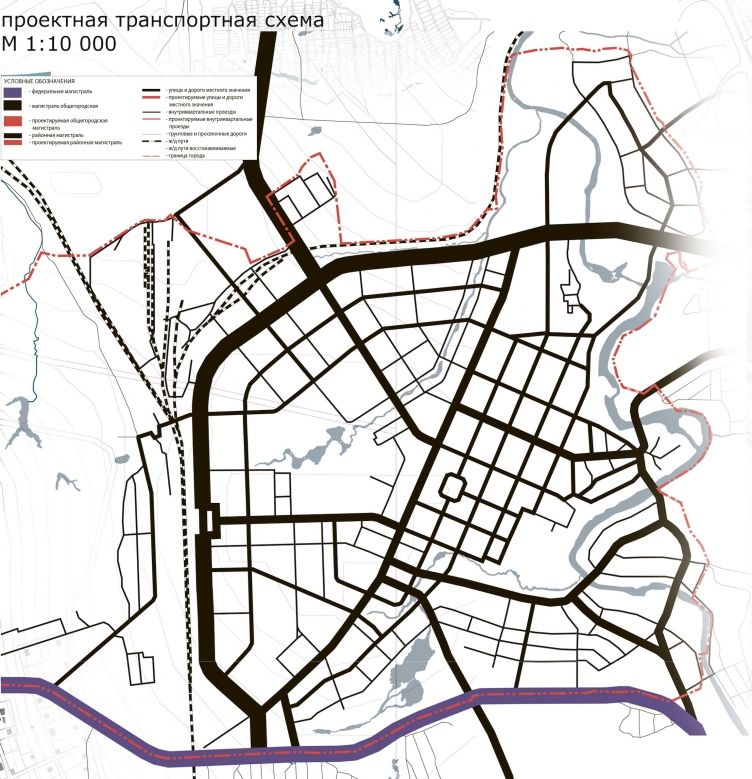 проектная транспортная схема
М 1:10 000
УСЛОВНЫЕ ОБОЗНАЧЕНИЯ
- федеральная магистраль
- магистраль общегородская
- проектируемая общегородская
магистраль
- районная магистраль
- проектируемая районная магистраль
- улицы и дороги местного значения
- проектируемые улицы и дороги
местного значения
- внутриквартальные проезды
- проектируемые внутриквартальные
проезды
- грунтовые и проселочные дороги
- ж/д пути
- ж/д пути восстанавливаемые
- граница города